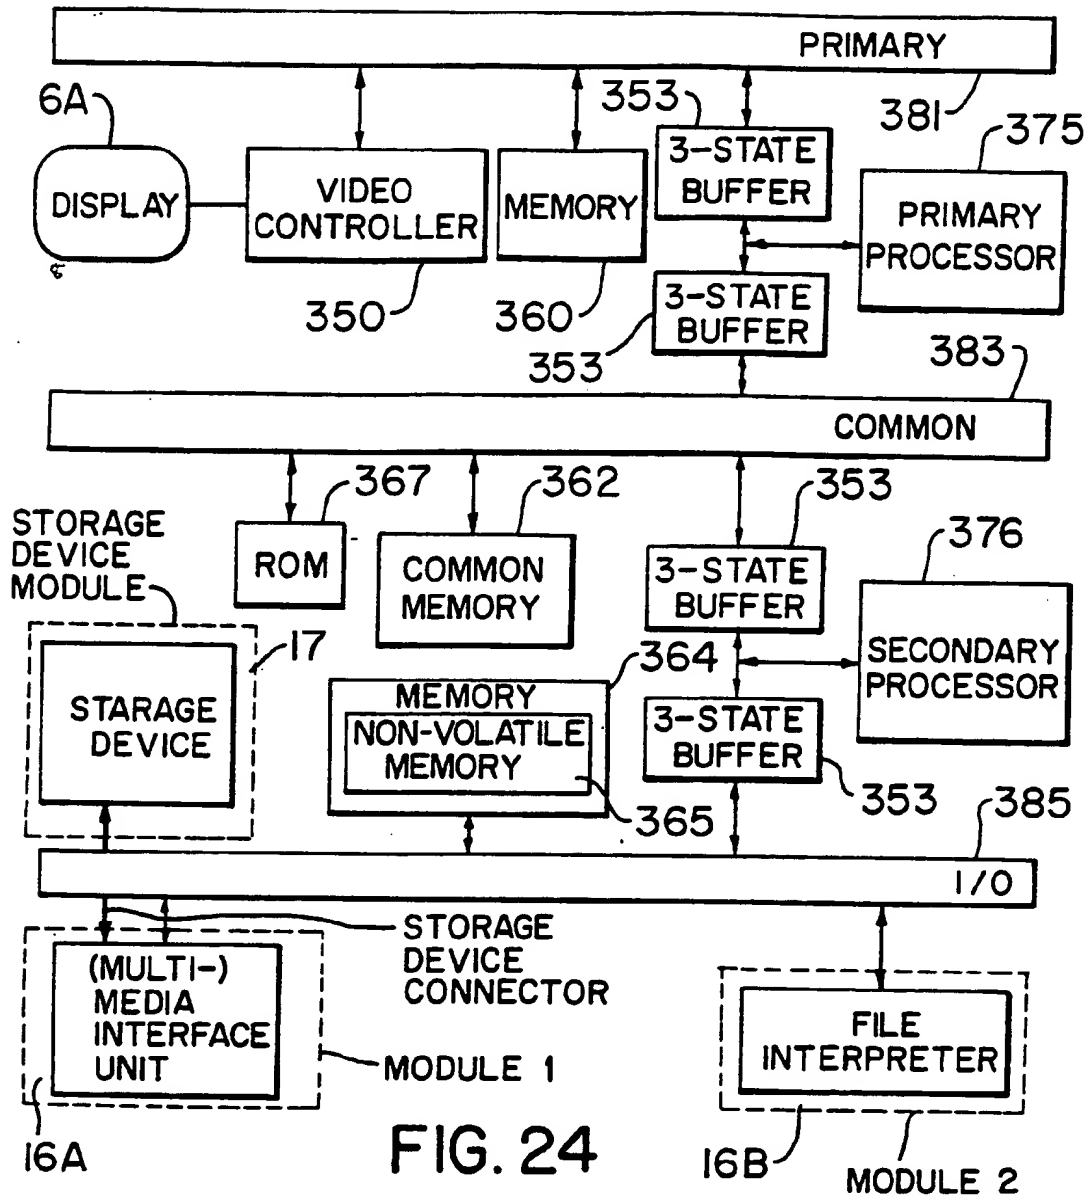 PRIMARY
381
6A
353
375
DISPLAY
VIDEO
CONTROLLER
MEMORY
3-STATE
BUFFER
PRIMARY
PROCESSOR
350
360
3-STATE
BUFFER
353
383
COMMON
367
362
353
376
STORAGE
DEVICE
MODULE
ROM
COMMON
MEMORY
3-STATE
BUFFER
SECONDARY
PROCESSOR
17
364
STARAGE
DEVICE
MEMORY
NON-VOLATILE
MEMORY
365
3-STATE
BUFFER
353
385
I/O
STORAGE
DEVICE
CONNECTOR
(MULTI-)
MEDIA
INTERFACE
UNIT
MODULE 1
FILE
INTERPRETER
16A
FIG. 24
16B
MODULE 2